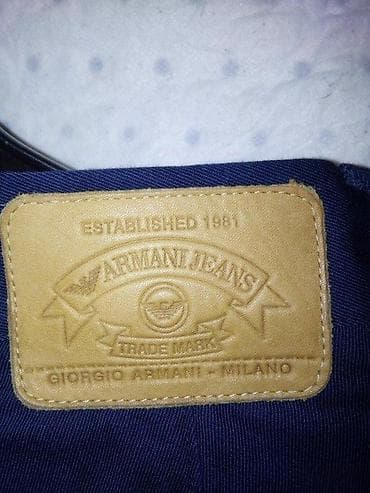 ESTABLISHED 1981
ARMANI JEANS
TRADE MARK
GIORGIO ARMANI - MILANO